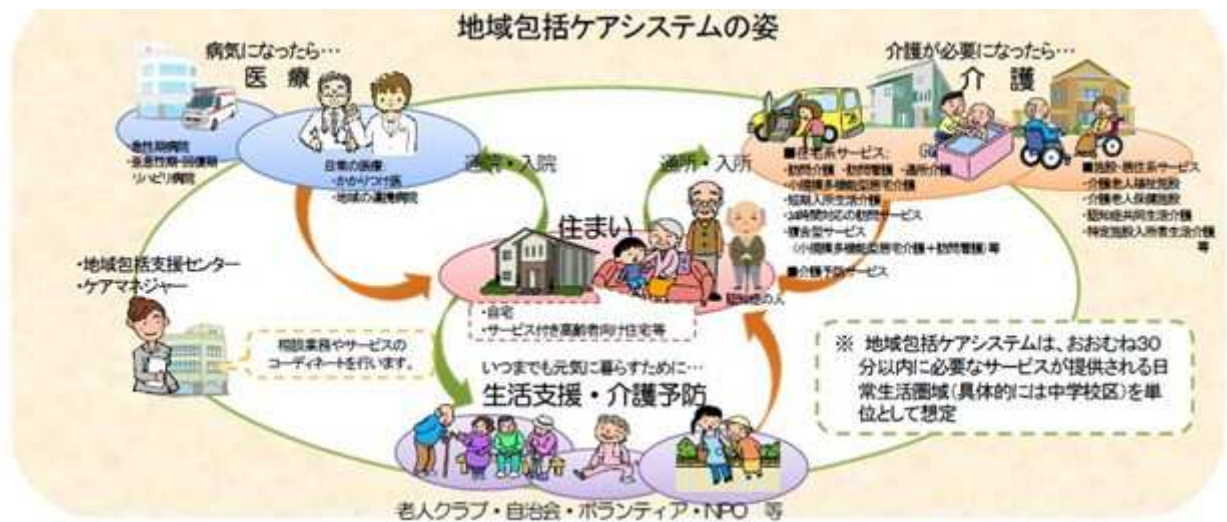 地域包括ケアシステムの姿
病気になったら…
医 療
介護が必要になったら…
介 護
急性期病院
・亜急性期・回復期
リハビリ病院
日常の医療:
・かかりつけ医
・地域の連携病院
通院・入院
通所・入所
■在宅系サービス:
・訪問介護・訪問看護・通所介護
・小規模多機能型居宅介護
・短期入所生活介護
・24時間対応の訪問サービス
・複合型サービス
(小規模多機能型居宅介護+訪問看護)等
■介護予防サービス
■施設・居住系サービス
・介護老人福祉施設
・介護老人保健施設
・認知症共同生活介護
・特定施設入所者生活介護
等
住まい
認知症の人
・自宅
・サービス付き高齢者向け住宅等
・地域包括支援センター
・ケアマネジャー
相談業務やサービスの
コーディネートを行います。
いつまでも元気に暮らすために…
生活支援・介護予防
※ 地域包括ケアシステムは、おおむね30
分以内に必要なサービスが提供される日
常生活圏域(具体的には中学校区)を単
位として想定
老人クラブ・自治会・ボランティア・NPO 等